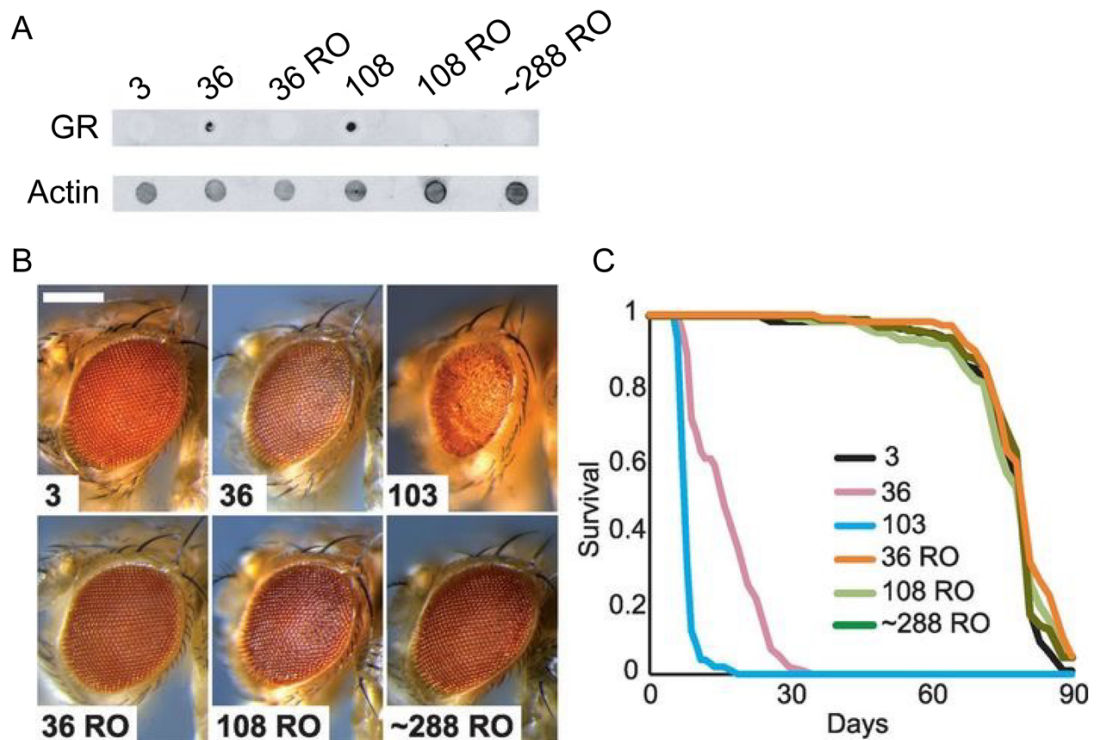 A
3 36 36 RO 108 108 RO ~288 RO
GR
Actin
B
3 36 103
36 RO 108 RO ~288 RO
C
Survival
1
0.8
0.6
0.4
0.2
0
3
36
103
36 RO
108 RO
~288 RO
0 30 60 90
Days